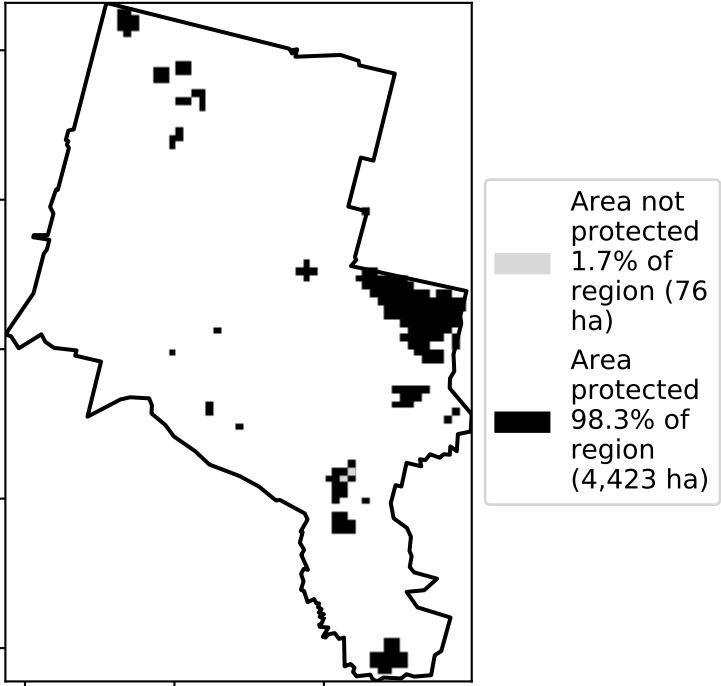 Area not
protected
1.7% of
region (76
ha)
Area
protected
98.3% of
region
(4,423 ha)